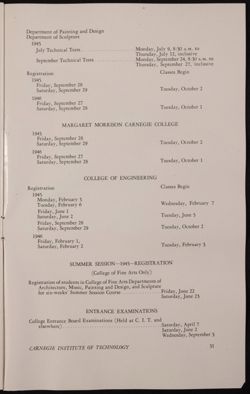 Department of Painting and Design
Department of Sculpture
1945
July Technical Tests Monday, July 9, 8:30 A.M. to
Thursday, July 12, inclusive
September Technical Tests Monday, September 24, 8:30 A.M. to
Thursday, September 27, inclusive
Registration Classes Begin
1945
Friday, September 28
Saturday, September 29 Tuesday, October 2
1946
Friday, September 27
Saturday, September 28 Tuesday, October 1
MARGARET MORRISON CARNEGIE COLLEGE
1945
Friday, September 28
Saturday, September 29 Tuesday, October 2
1946
Friday, September 27
Saturday, September 28 Tuesday, October 1
COLLEGE OF ENGINEERING
Registration Classes Begin
1945
Monday, February 5
Tuesday, February 6 Wednesday, February 7
Friday, June 1
Saturday, June 2 Tuesday, June 5
Friday, September 28
Saturday, September 29 Tuesday, October 2
1946
Friday, February 1,
Saturday, February 2 Tuesday, February 5
SUMMER SESSION—1945—REGISTRATION
(College of Fine Arts Only)
Registration of students in College of Fine Arts Departments of
Architecture, Music, Painting and Design, and Sculpture
for six-weeks' Summer Session Course Friday, June 22
Saturday, June 23
ENTRANCE EXAMINATIONS
College Entrance Board Examinations (Held at C. I. T. and
elsewhere) Saturday, April 7
Saturday, June 2
Wednesday, September 5
CARNEGIE INSTITUTE OF TECHNOLOGY 31